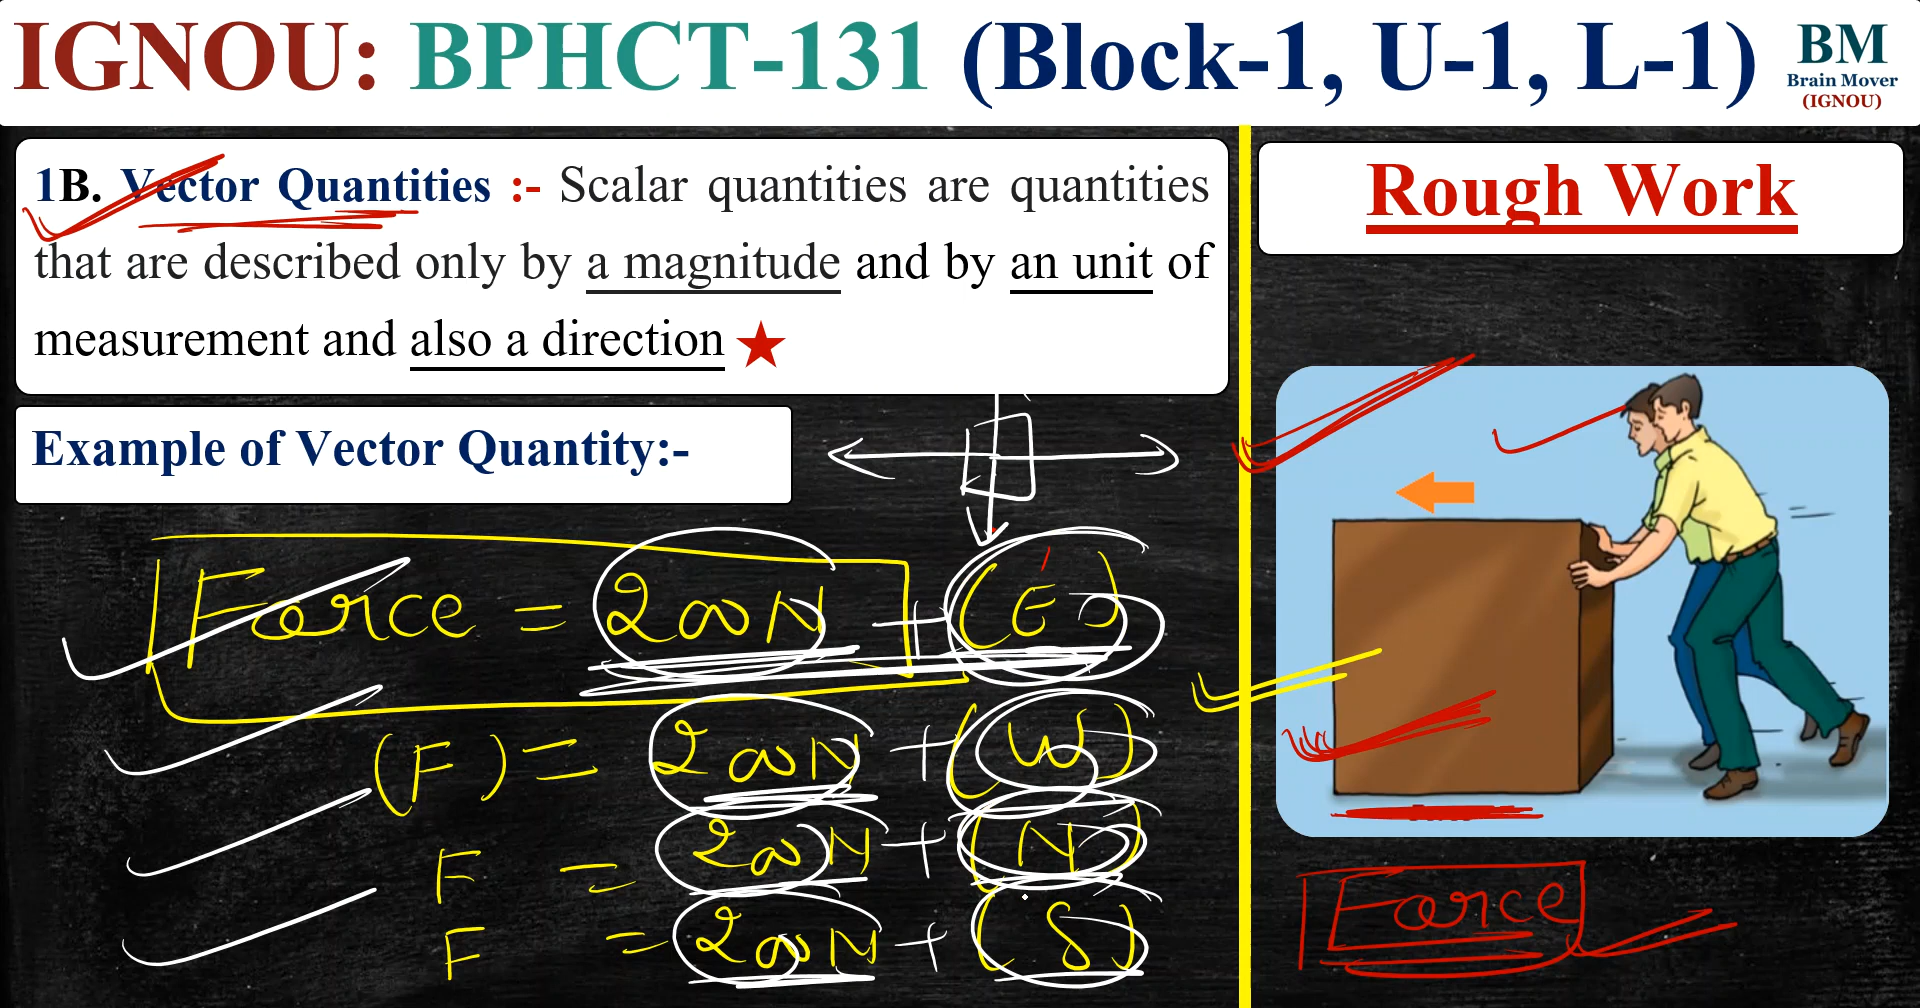 IGNOU: BPHCT-131 (Block-1, U-1, L-1)
BM
Brain Mover
(IGNOU)
1B. Vector Quantities :- Scalar quantities are quantities
that are described only by a magnitude and by an unit of
measurement and also a direction
Rough Work
Example of Vector Quantity:-
Force = 200N + (E)
(F) = 200N + (W)
F = 200N + (N)
F = 200N + (S)
Force